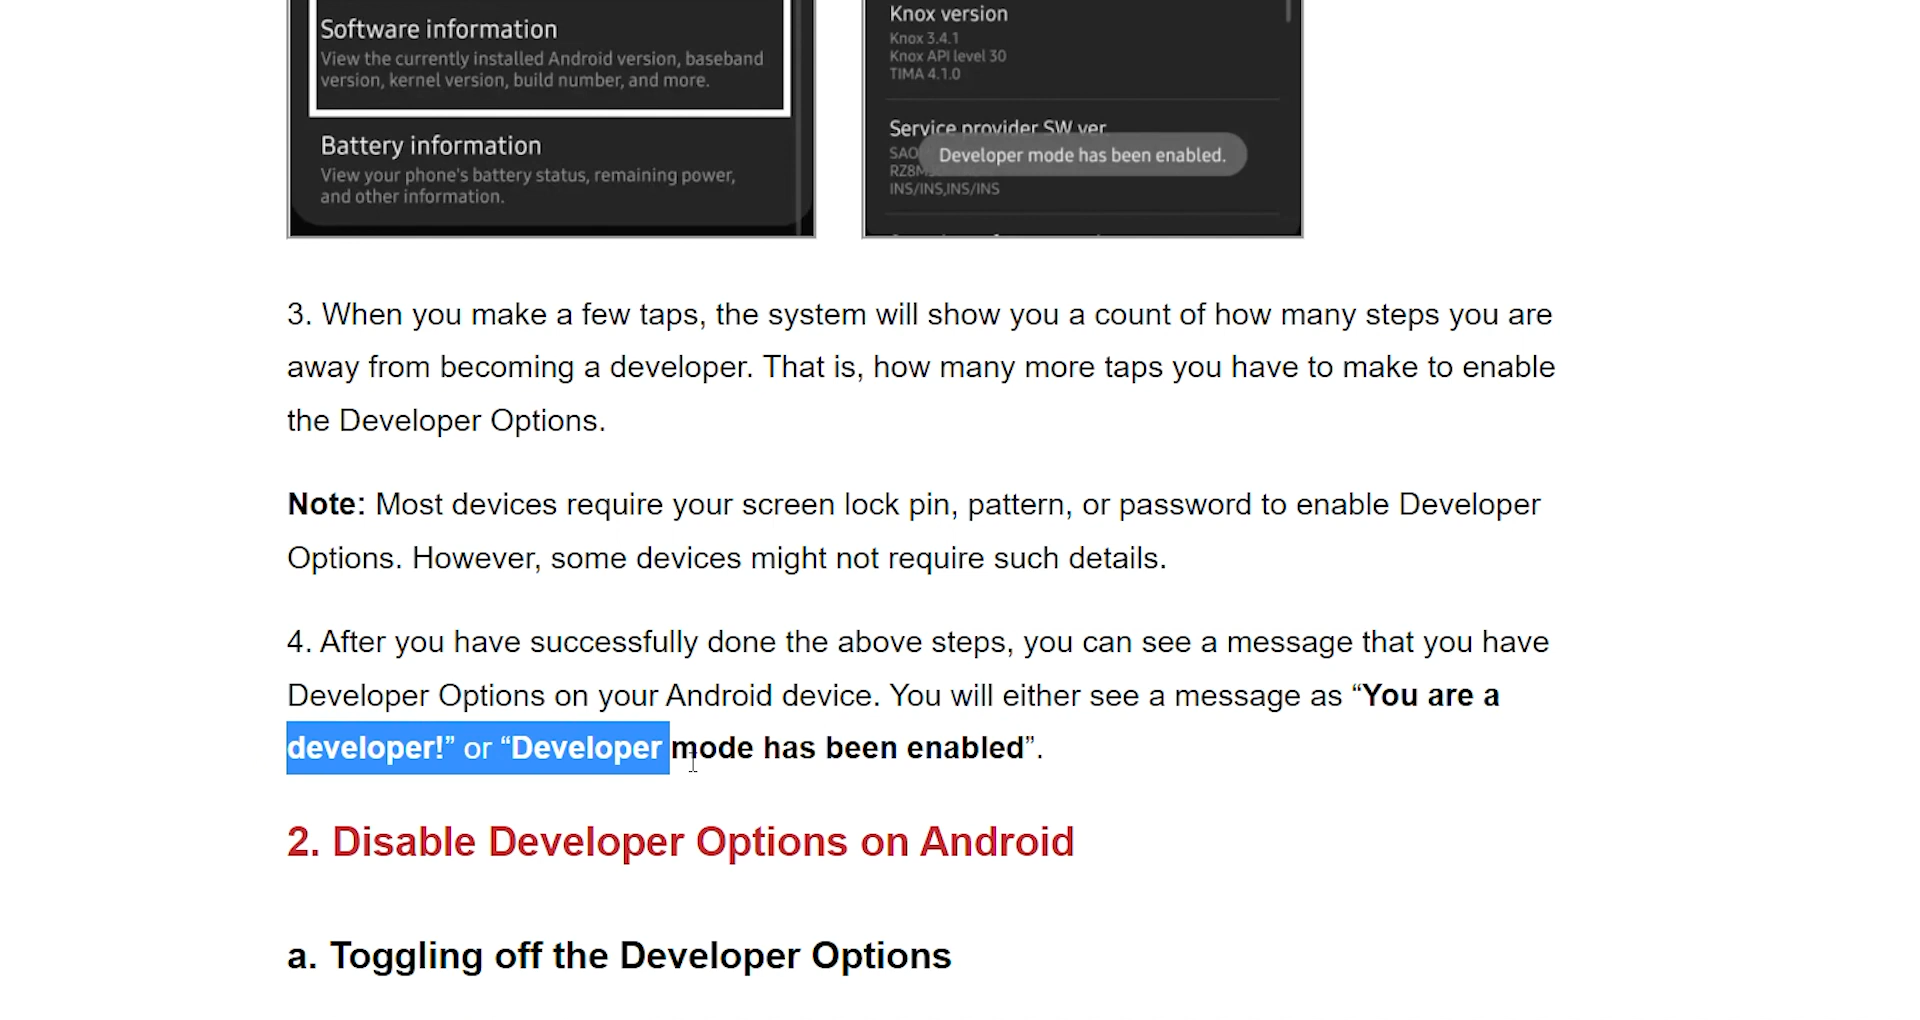 Software information
View the currently installed Android version, baseband
version, kernel version, build number, and more.
Battery information
View your phone's battery status, remaining power,
and other information.
Knox version
Knox 3.4.1
Knox API level 30
TIMA 4.1.0
Service provider SW ver.
SAO
Developer mode has been enabled.
INS/INS,INS/INS
3. When you make a few taps, the system will show you a count of how many steps you are
away from becoming a developer. That is, how many more taps you have to make to enable
the Developer Options.
Note: Most devices require your screen lock pin, pattern, or password to enable Developer
Options. However, some devices might not require such details.
4. After you have successfully done the above steps, you can see a message that you have
Developer Options on your Android device. You will either see a message as “You are a
developer!” or “Developer mode has been enabled”.
2. Disable Developer Options on Android
a. Toggling off the Developer Options